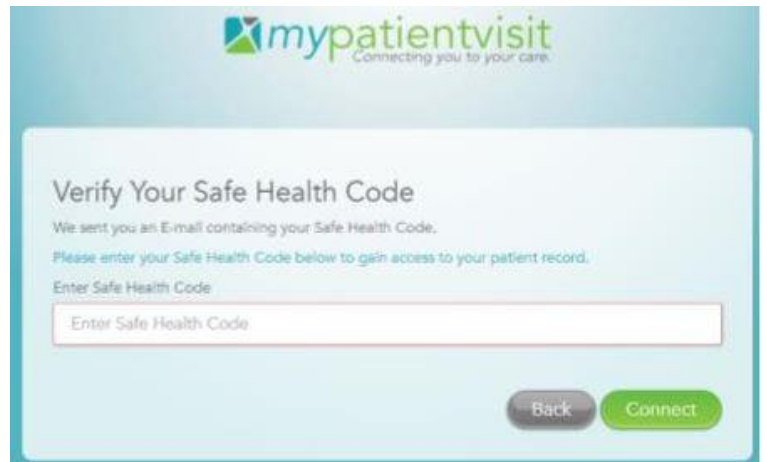 mypatientvisit
Connecting you to your care.
Verify Your Safe Health Code
We sent you an E-mail containing your Safe Health Code.
Please enter your Safe Health Code below to gain access to your patient record.
Enter Safe Health Code
Enter Safe Health Code
Back Connect